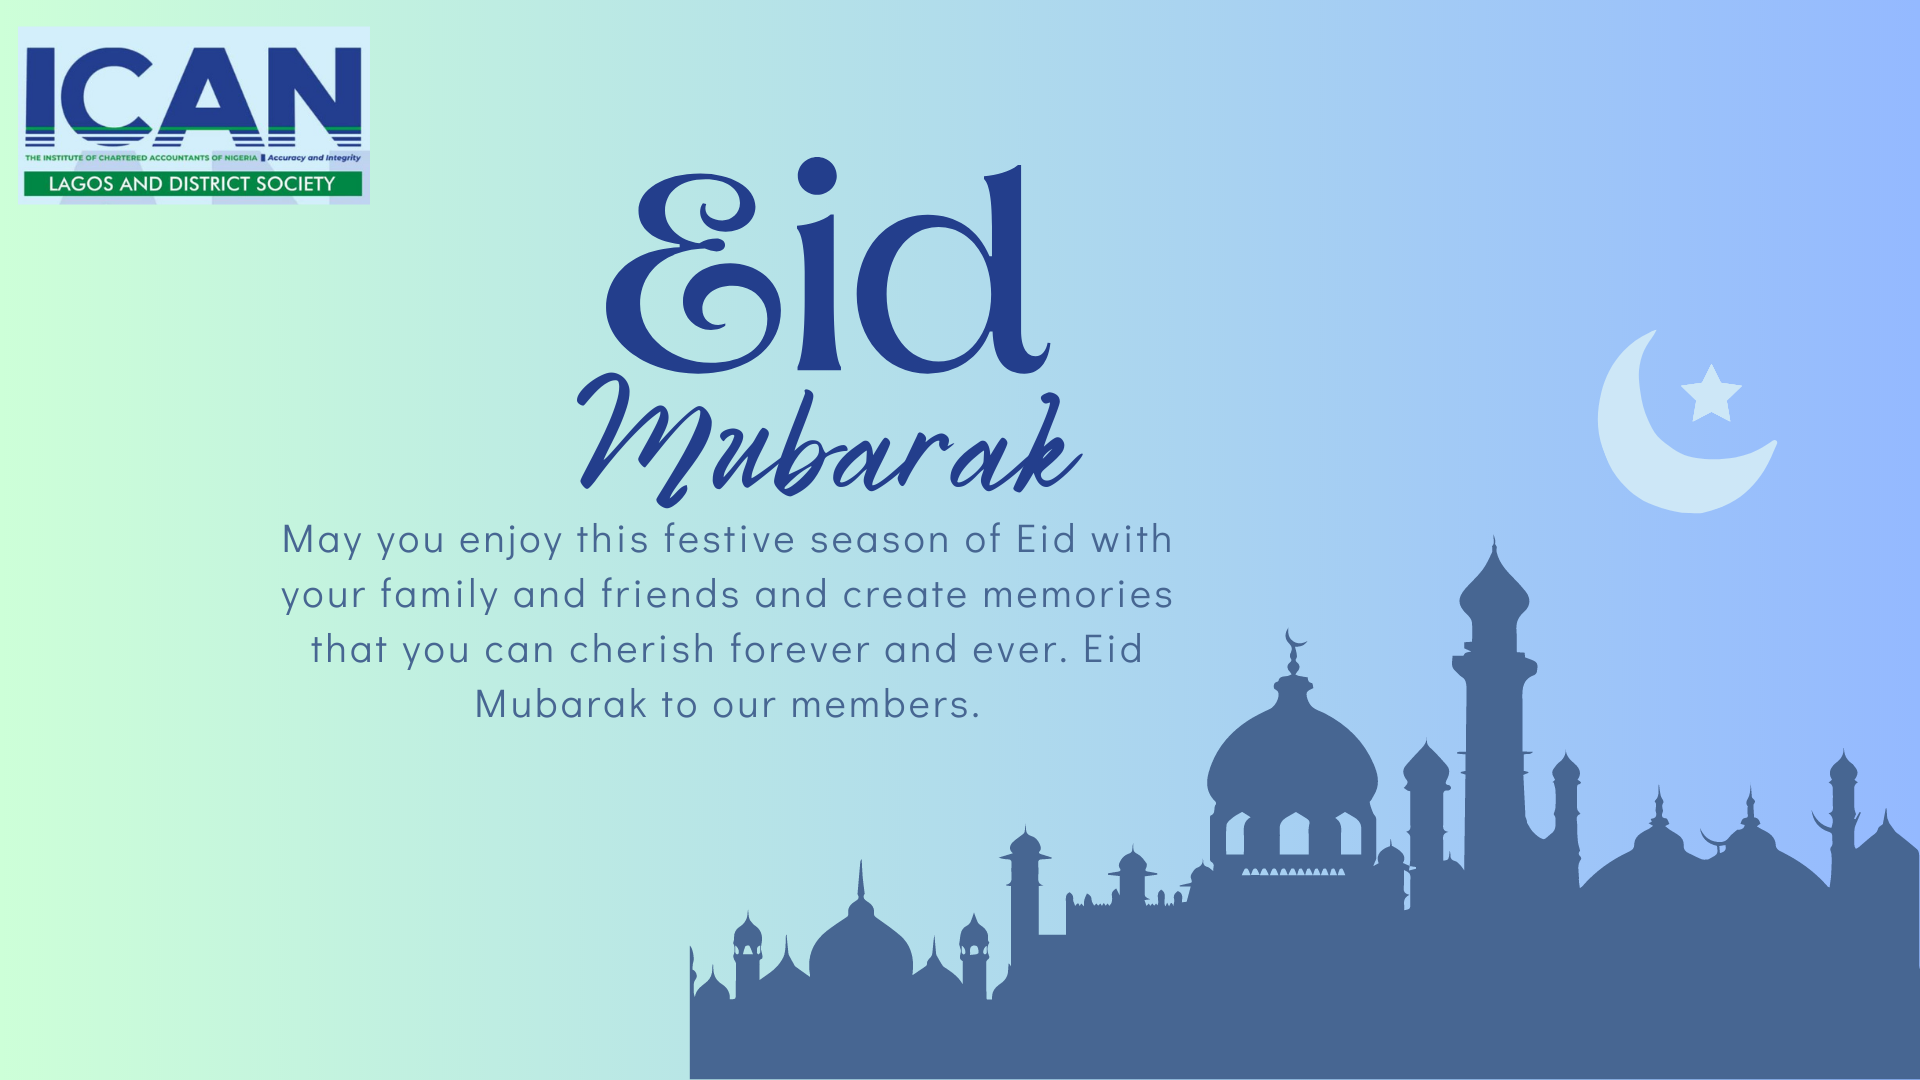 ICAN
THE INSTITUTE OF CHARTERED ACCOUNTANTS OF NIGERIA Accuracy and Integrity
LAGOS AND DISTRICT SOCIETY
Eid
Mubarak
May you enjoy this festive season of Eid with
your family and friends and create memories
that you can cherish forever and ever. Eid
Mubarak to our members.